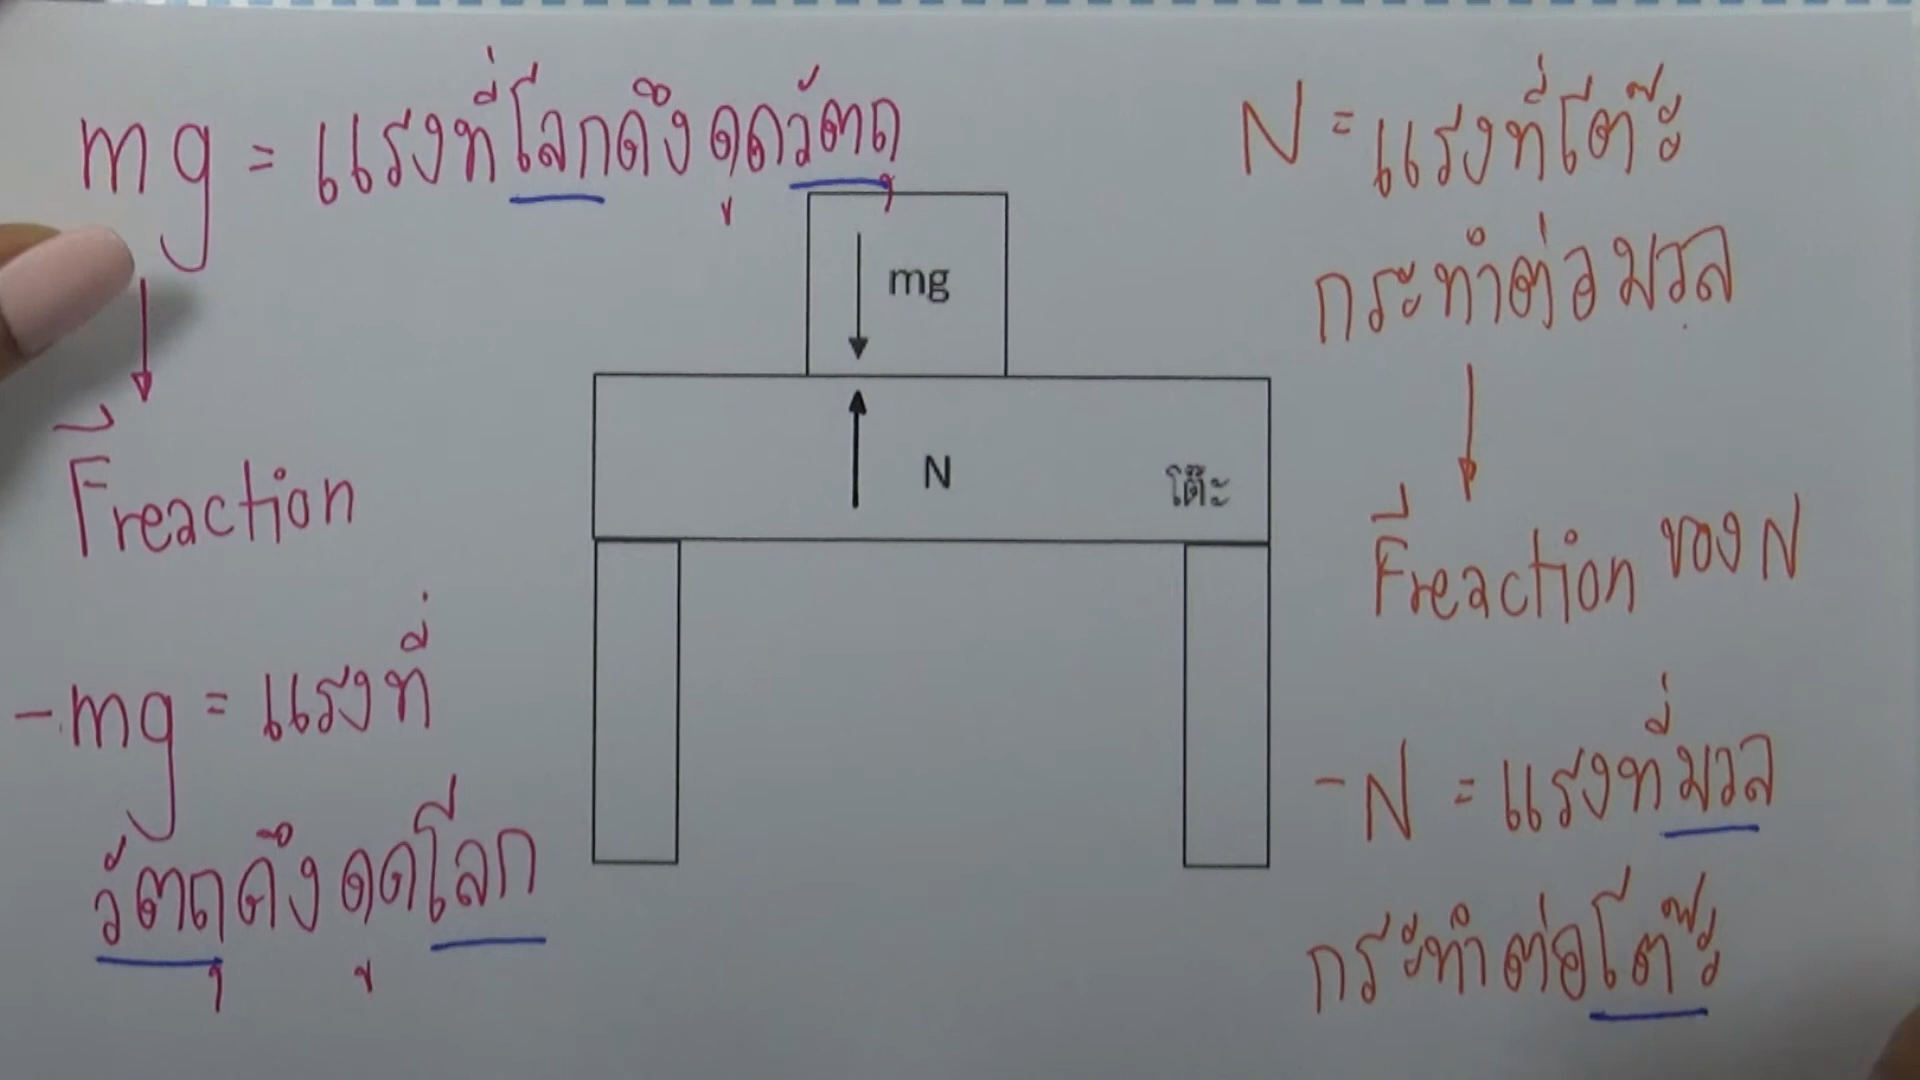 mg = แรงที่โลกดึงดูดวัตถุ
Freaction
-mg = แรงที่
วัตถุดึงดูดโลก
mg
N
โต๊ะ
N = แรงที่โต๊ะ
กระทำต่อมวล
Freaction ของ N
-N = แรงที่มวล
กระทำต่อโต๊ะ